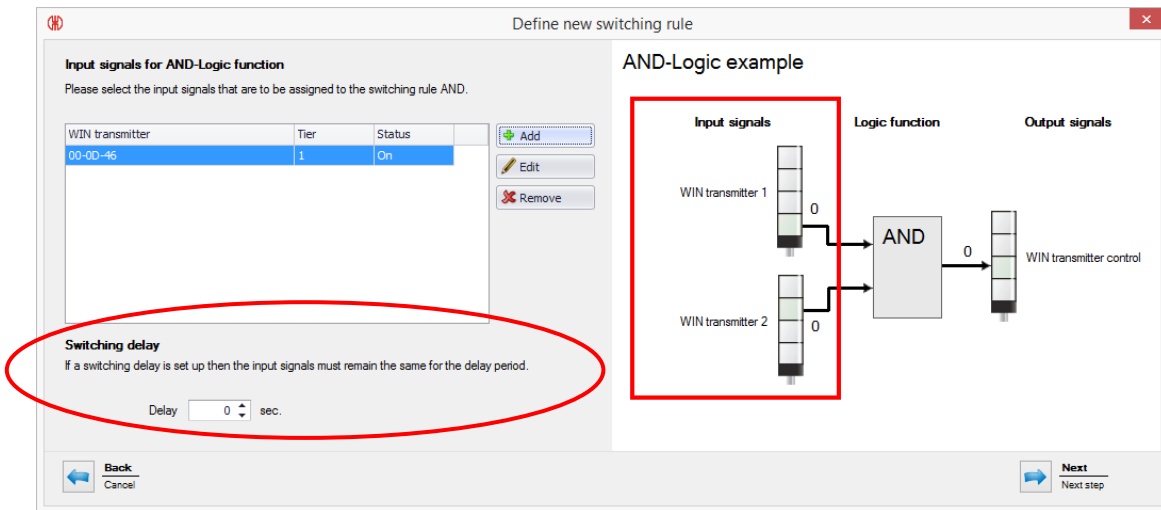 Define new switching rule
Input signals for AND-Logic function
Please select the input signals that are to be assigned to the switching rule AND.
WIN transmitter Tier Status
00-0D-46 1 On
Add
Edit
Remove
Switching delay
If a switching delay is set up then the input signals must remain the same for the delay period.
Delay 0 sec.
AND-Logic example
Input signals Logic function Output signals
WIN transmitter 1
0
AND
0
WIN transmitter control
WIN transmitter 2
0
Back
Cancel
Next
Next step